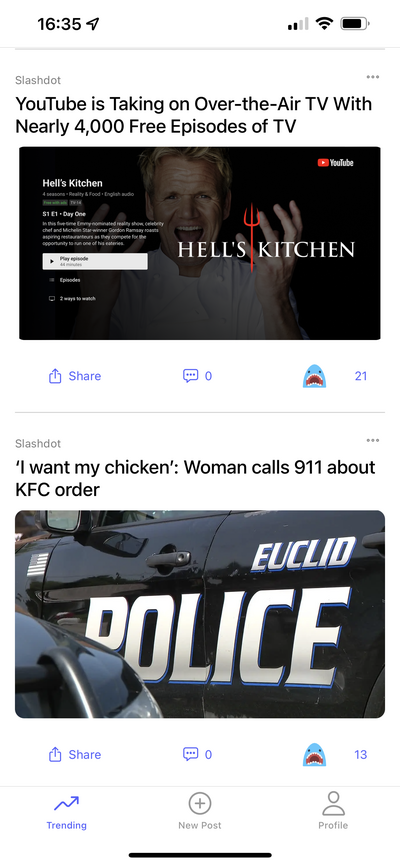 16:35
Slashdot
YouTube is Taking on Over-the-Air TV With
Nearly 4,000 Free Episodes of TV
YouTube
Hell's Kitchen
4 seasons • Reality & Food • English audio
Free with ads TV-14
S1 E1 • Day One
In this five-time Emmy-nominated reality show, celebrity
chef and Michelin Star-winner Gordon Ramsay roasts
aspiring restauranteurs as they compete for the
opportunity to run one of his eateries.
Play episode
44 minutes
Episodes
2 ways to watch
HELL'S KITCHEN
Share 0 21
Slashdot
‘I want my chicken’: Woman calls 911 about
KFC order
EUCLID
POLICE
Share 0 13
Trending New Post Profile